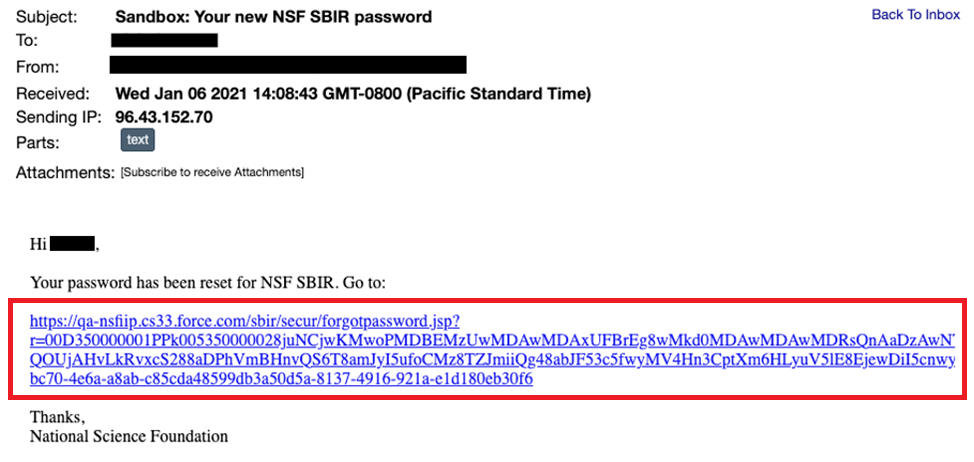 Subject: Sandbox: Your new NSF SBIR password
Back To Inbox
To:
From:
Received: Wed Jan 06 2021 14:08:43 GMT-0800 (Pacific Standard Time)
Sending IP: 96.43.152.70
Parts: text
Attachments: [Subscribe to receive Attachments]
Hi ,
Your password has been reset for NSF SBIR. Go to:
https://qa-nsfiip.cs33.force.com/sbir/secur/forgotpassword.jsp?
r=00D350000001PPk005350000028juNCjwKMwoPMDBEMzUwMDAwMDAxUFBrEg8wMkd0MDAwMDAwMDRsQnAaDzAwN
QOUjAHvLkRvxcS288aDPhVmBHnvQS6T8amJyI5ufoCMz8TZJmiiQg48abJF53c5fwyMV4Hn3CptXm6HLyuV5lE8EjewDiI5cnwy
bc70-4e6a-a8ab-c85cda48599db3a50d5a-8137-4916-921a-e1d180eb30f6
Thanks,
National Science Foundation